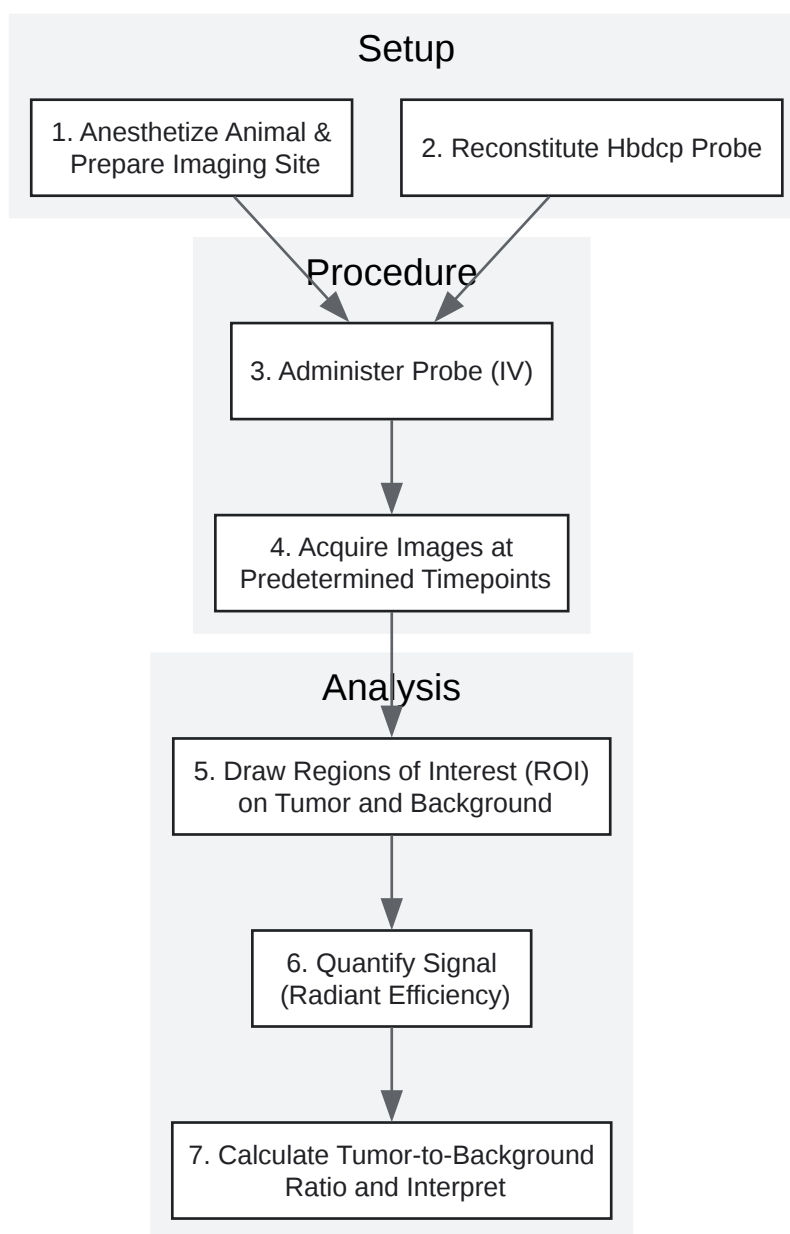 Setup
1. Anesthetize Animal &
Prepare Imaging Site
2. Reconstitute Hbdcp Probe
Procedure
3. Administer Probe (IV)
4. Acquire Images at
Predetermined Timepoints
Analysis
5. Draw Regions of Interest (ROI)
on Tumor and Background
6. Quantify Signal
(Radiant Efficiency)
7. Calculate Tumor-to-Background
Ratio and Interpret